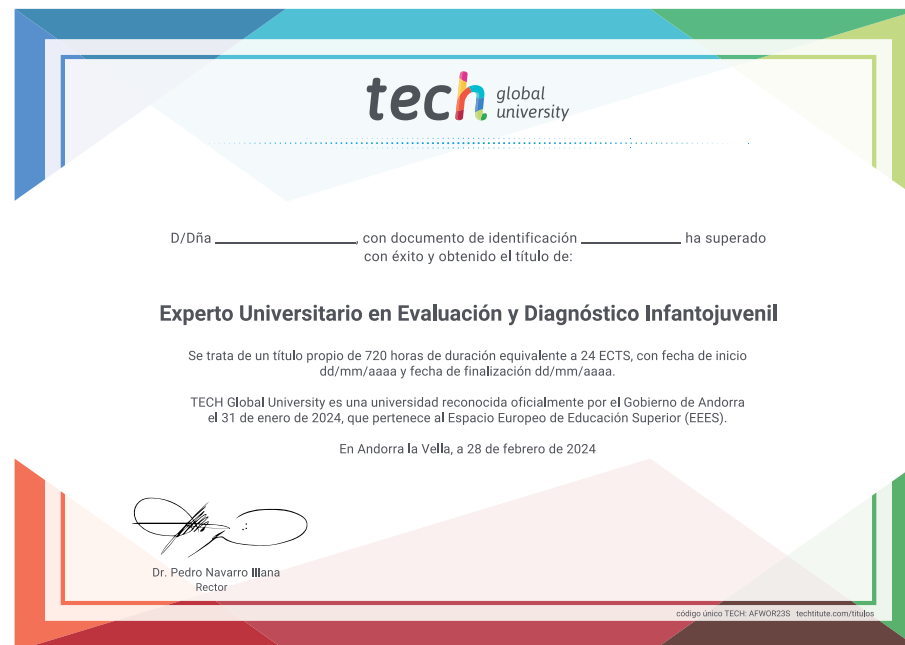 tech global
university
D/Dña ______________, con documento de identificación __________ ha superado
con éxito y obtenido el título de:
Experto Universitario en Evaluación y Diagnóstico Infantojuvenil
Se trata de un título propio de 720 horas de duración equivalente a 24 ECTS, con fecha de inicio
dd/mm/aaaa y fecha de finalización dd/mm/aaaa.
TECH Global University es una universidad reconocida oficialmente por el Gobierno de Andorra
el 31 de enero de 2024, que pertenece al Espacio Europeo de Educación Superior (EEES).
En Andorra la Vella, a 28 de febrero de 2024
Dr. Pedro Navarro Illana
Rector
código único TECH: AFWOR23S techtitute.com/titulos